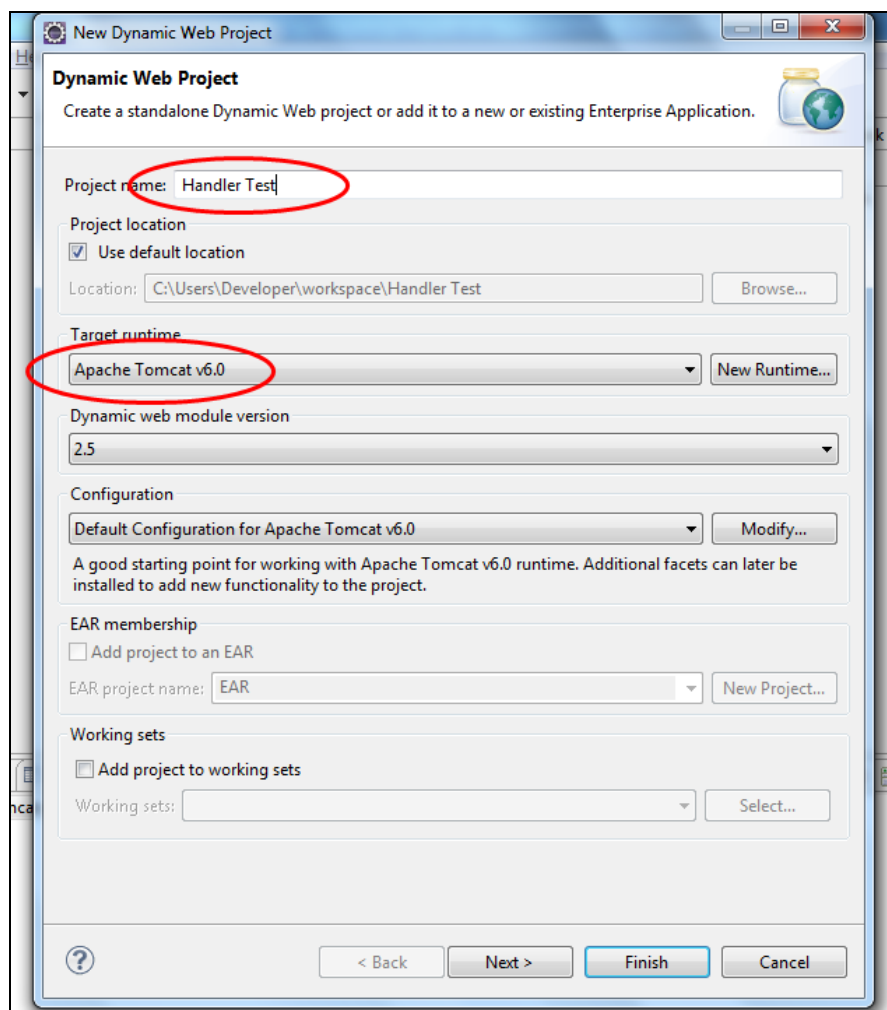 New Dynamic Web Project
Dynamic Web Project
Create a standalone Dynamic Web project or add it to a new or existing Enterprise Application.
Project name: Handler Test
Project location
Use default location
Location: C:\Users\Developer\workspace\Handler Test Browse...
Target runtime
Apache Tomcat v6.0 New Runtime...
Dynamic web module version
2.5
Configuration
Default Configuration for Apache Tomcat v6.0 Modify...
A good starting point for working with Apache Tomcat v6.0 runtime. Additional facets can later be
installed to add new functionality to the project.
EAR membership
Add project to an EAR
EAR project name: EAR New Project...
Working sets
Add project to working sets
Working sets: Select...
? < Back Next > Finish Cancel